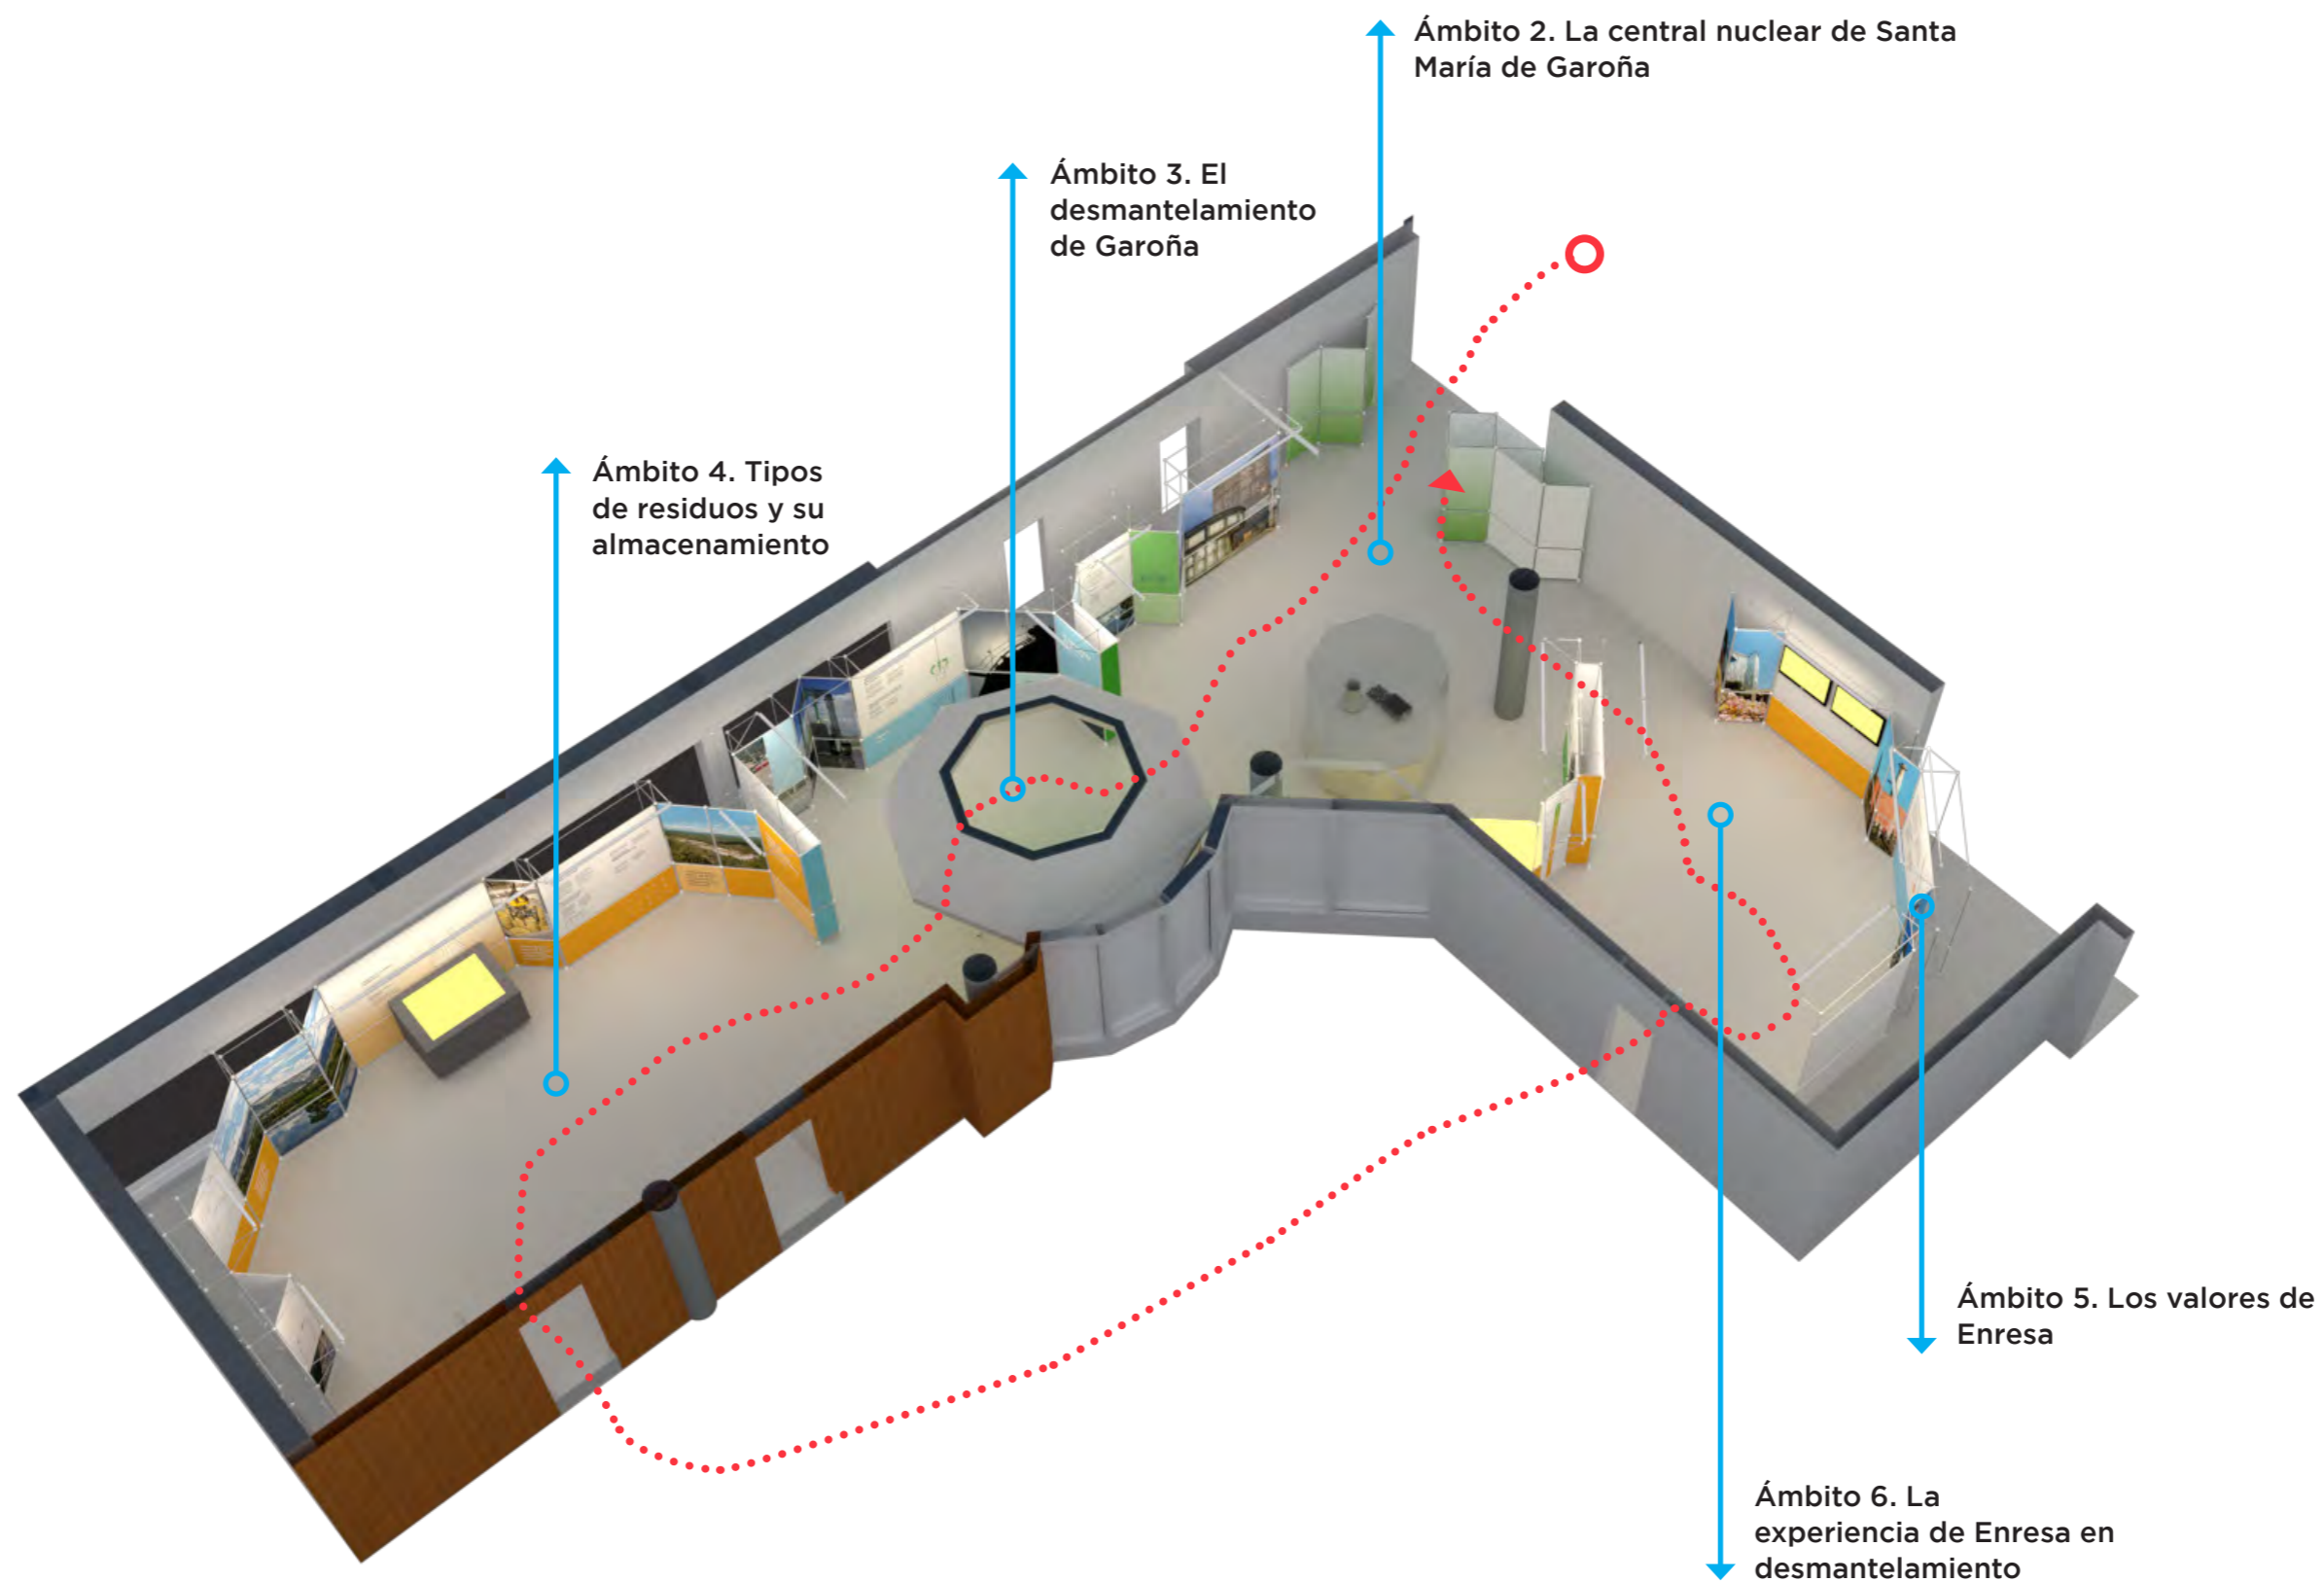 Ámbito 2. La central nuclear de Santa
María de Garoña
Ámbito 3. El
desmantelamiento
de Garoña
Ámbito 4. Tipos
de residuos y su
almacenamiento
Ámbito 5. Los valores de
Enresa
Ámbito 6. La
experiencia de Enresa en
desmantelamiento